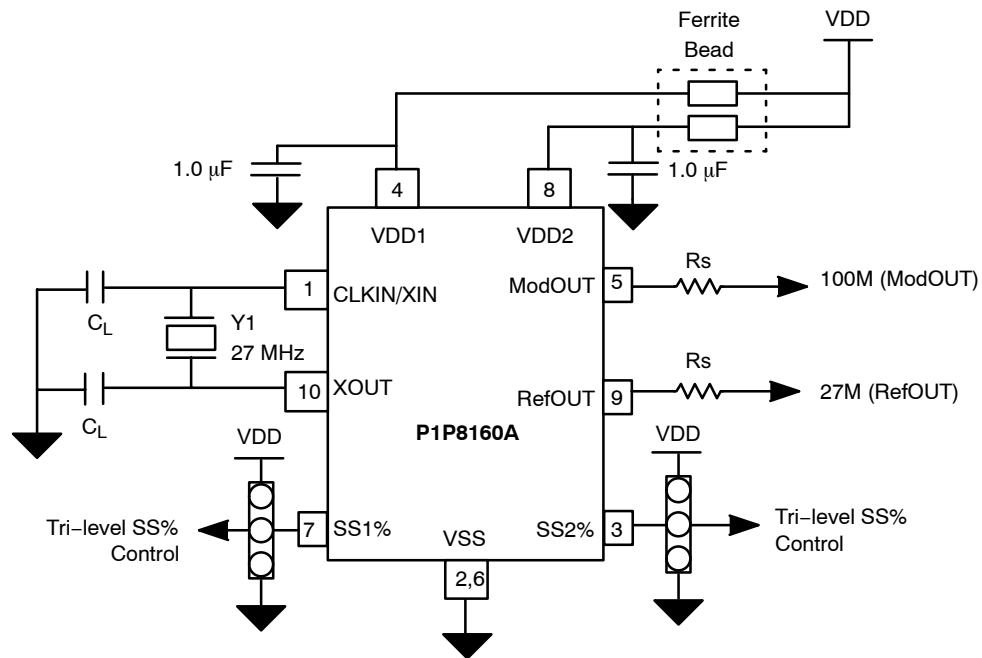 Ferrite
Bead
VDD
1.0 μF
1.0 μF
4
8
VDD1
VDD2
1
CLKIN/XIN
ModOUT
5
Rs
100M (ModOUT)
CL
Y1
27 MHz
10
XOUT
RefOUT
9
Rs
27M (RefOUT)
CL
P1P8160A
VDD
VDD
Tri−level SS%
Control
7
SS1%
VSS
SS2%
3
Tri−level SS%
Control
2,6